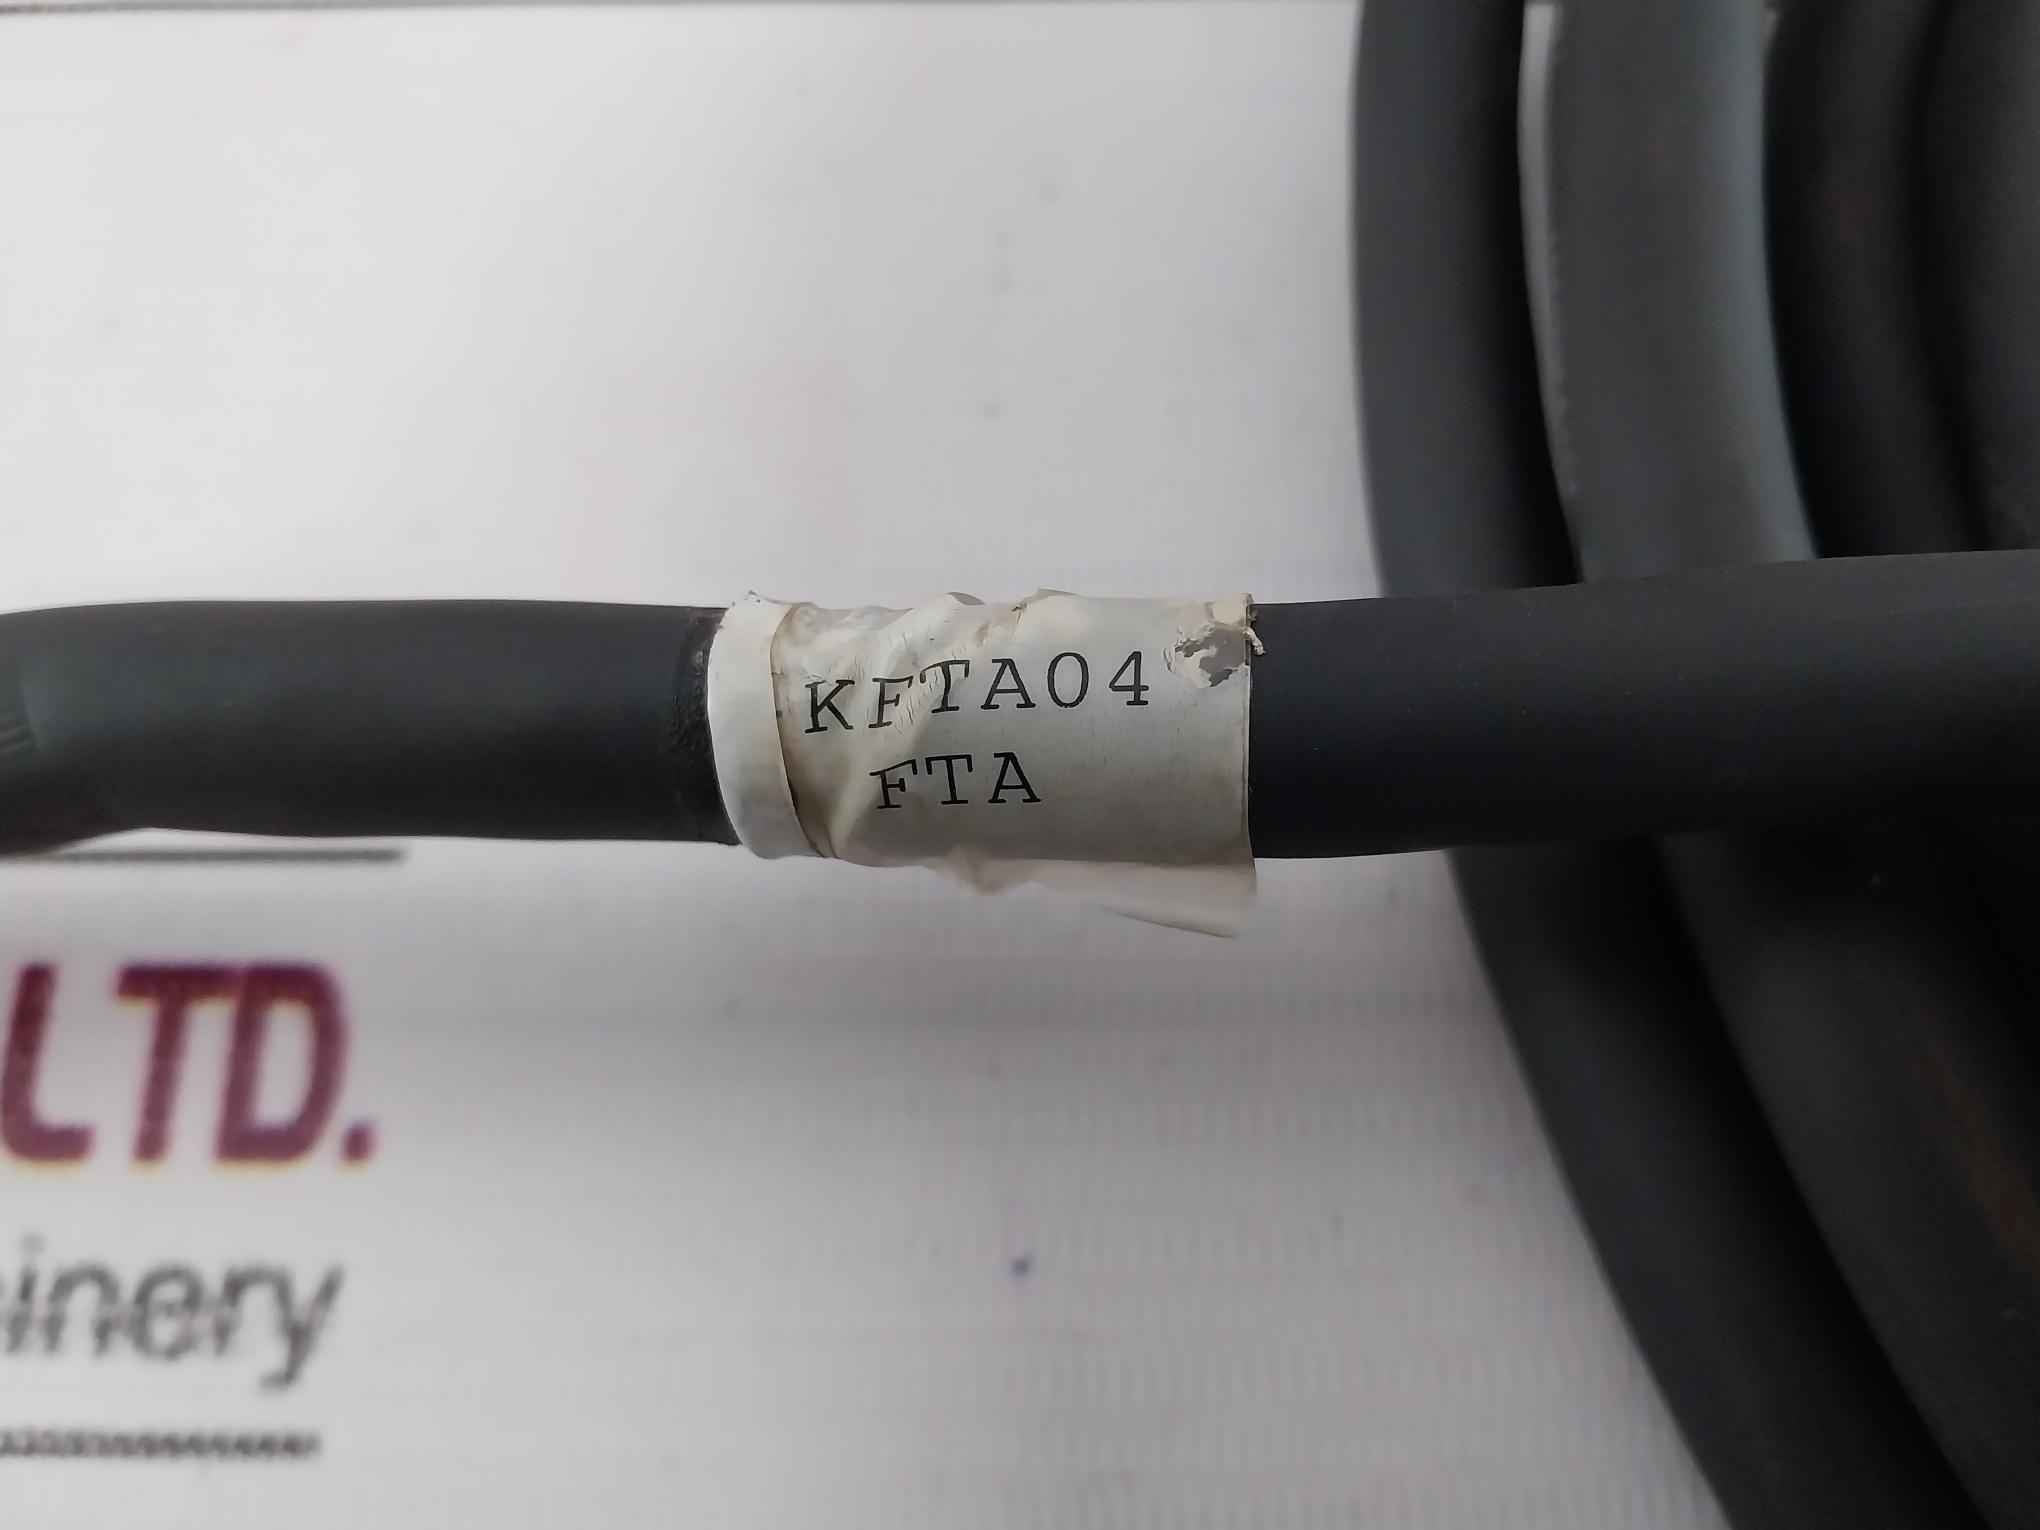 KFTA04
FTA
LTD.
inery